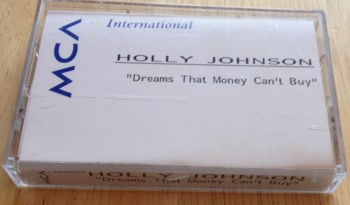 MCA
International
HOLLY JOHNSON
"Dreams That Money Can't Buy"
HOLLY JOHNSON
"Dreams That Money Can't Buy"